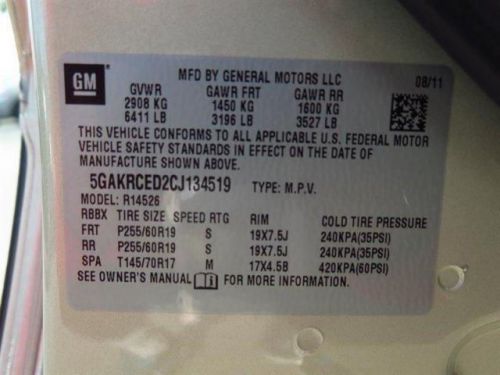 GM
MFD BY GENERAL MOTORS LLC 08/11
GVWR GAWR FRT GAWR RR
2908 KG 1450 KG 1600 KG
6411 LB 3196 LB 3527 LB
THIS VEHICLE CONFORMS TO ALL APPLICABLE U.S. FEDERAL MOTOR
VEHICLE SAFETY STANDARDS IN EFFECT ON THE DATE OF
MANUFACTURE SHOWN ABOVE.
5GAKRCED2CJ134519 TYPE: M.P.V.
MODEL: R14526
RBBX TIRE SIZE SPEED RTG RIM COLD TIRE PRESSURE
FRT P255/60R19 S 19X7.5J 240KPA(35PSI)
RR P255/60R19 S 19X7.5J 240KPA(35PSI)
SPA T145/70R17 M 17X4.5B 420KPA(60PSI)
SEE OWNER'S MANUAL FOR MORE INFORMATION.